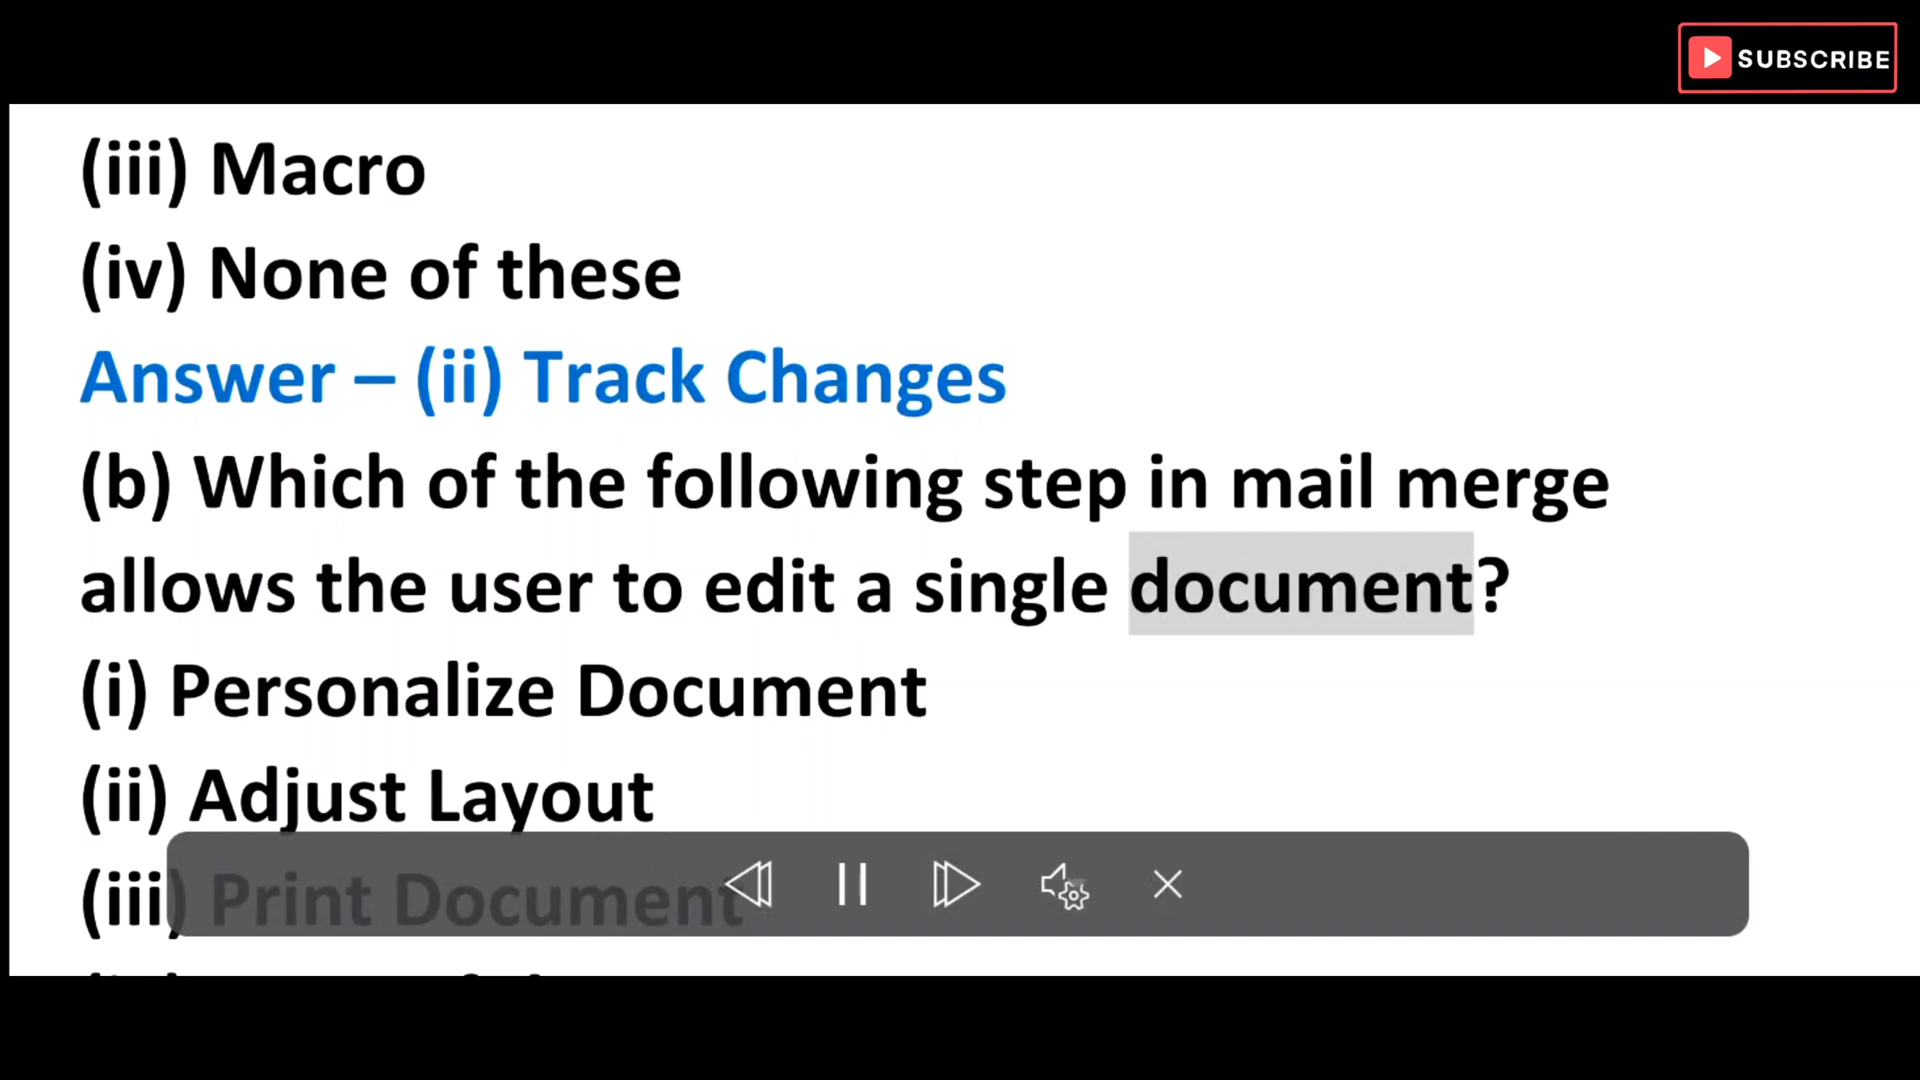 SUBSCRIBE
(iii) Macro
(iv) None of these
Answer – (ii) Track Changes
(b) Which of the following step in mail merge
allows the user to edit a single document?
(i) Personalize Document
(ii) Adjust Layout
(iii) Print Document